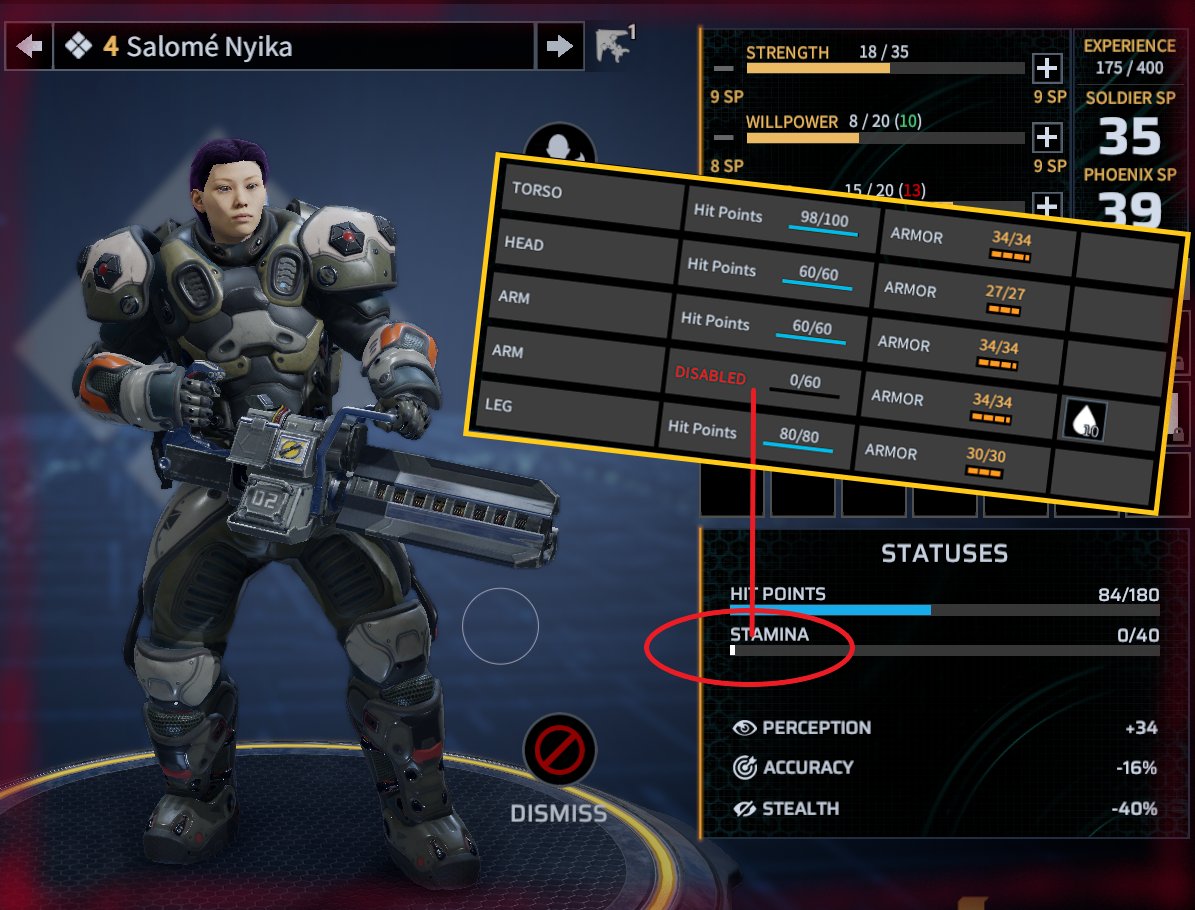 4 Salomé Nyika
1
STRENGTH 18 / 35
9 SP 9 SP
WILLPOWER 8 / 20 (10)
8 SP 9 SP
15 / 20 (13)
EXPERIENCE
175 / 400
SOLDIER SP
35
PHOENIX SP
39
TORSO Hit Points 98/100 ARMOR 34/34
HEAD Hit Points 60/60 ARMOR 27/27
ARM Hit Points 60/60 ARMOR 34/34
ARM DISABLED 0/60 ARMOR 34/34 10
LEG Hit Points 80/80 ARMOR 30/30
02
STATUSES
HIT POINTS 84/180
STAMINA 0/40
PERCEPTION +34
ACCURACY -16%
STEALTH -40%
DISMISS